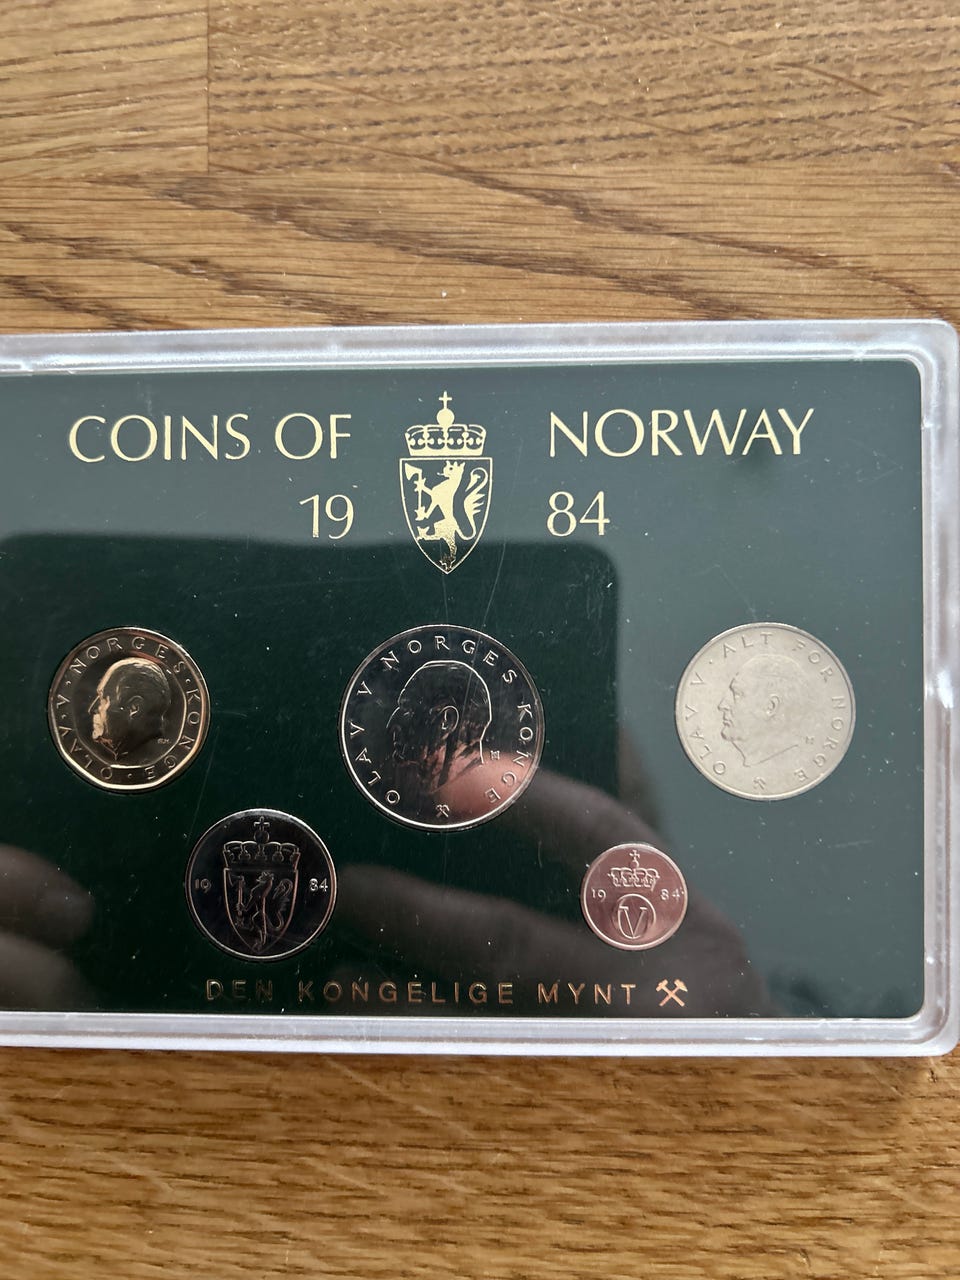 COINS OF NORWAY
19 84
OLAV·V·NORGES·KONGE
OLAV V NORGES KONGE
OLAV V·ALT FOR NORGE
19 84
19 84
V
DEN KONGELIGE MYNT